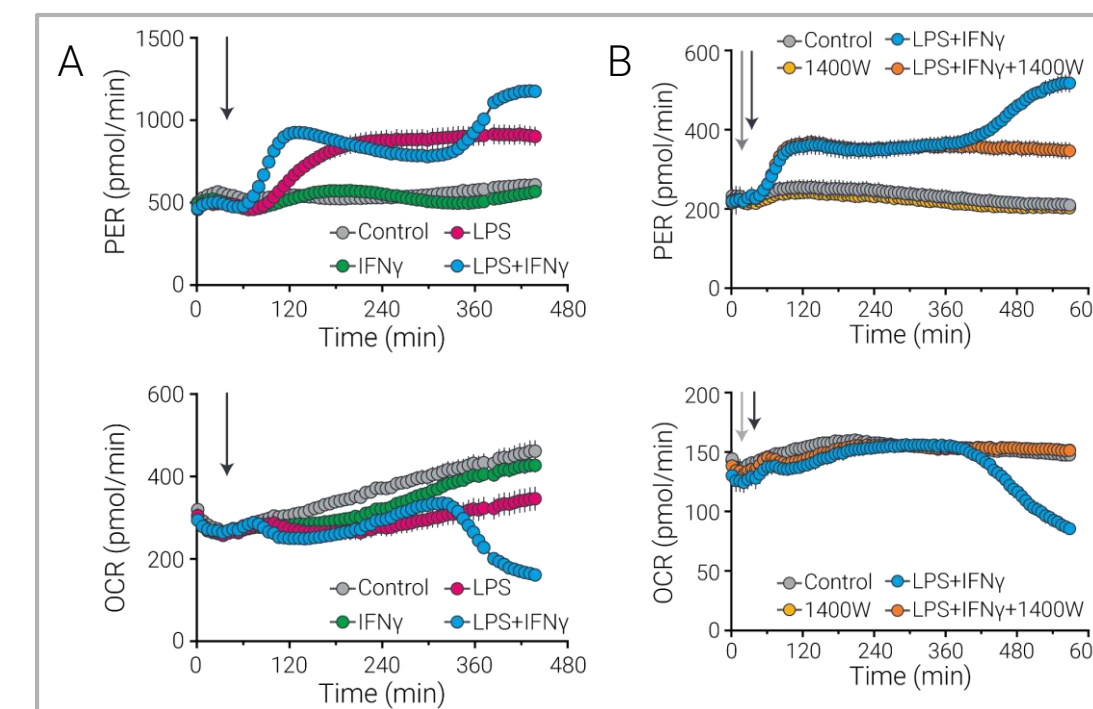 A
PER (pmol/min)
1500
1000
500
0
Control
LPS
IFNγ
LPS+IFNγ
0 120 240 360 480
Time (min)
OCR (pmol/min)
600
400
200
0
Control
LPS
IFNγ
LPS+IFNγ
0 120 240 360 480
Time (min)
B
PER (pmol/min)
Control
LPS+IFNγ
1400W
LPS+IFNγ+1400W
600
400
200
0
0 120 240 360 480 60
Time (min)
OCR (pmol/min)
200
150
100
50
0
Control
LPS+IFNγ
1400W
LPS+IFNγ+1400W
0 120 240 360 480 60
Time (min)